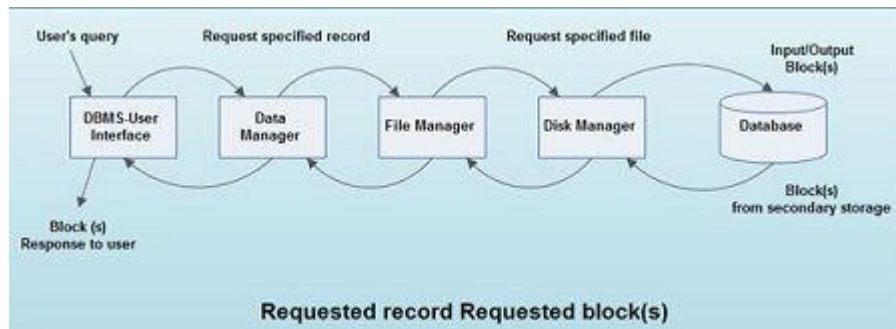 User's query
Request specified record
Request specified file
Input/Output
Block(s)
DBMS-User
Interface
Data
Manager
File Manager
Disk Manager
Database
Block (s)
Response to user
Block(s)
from secondary storage
Requested record Requested block(s)